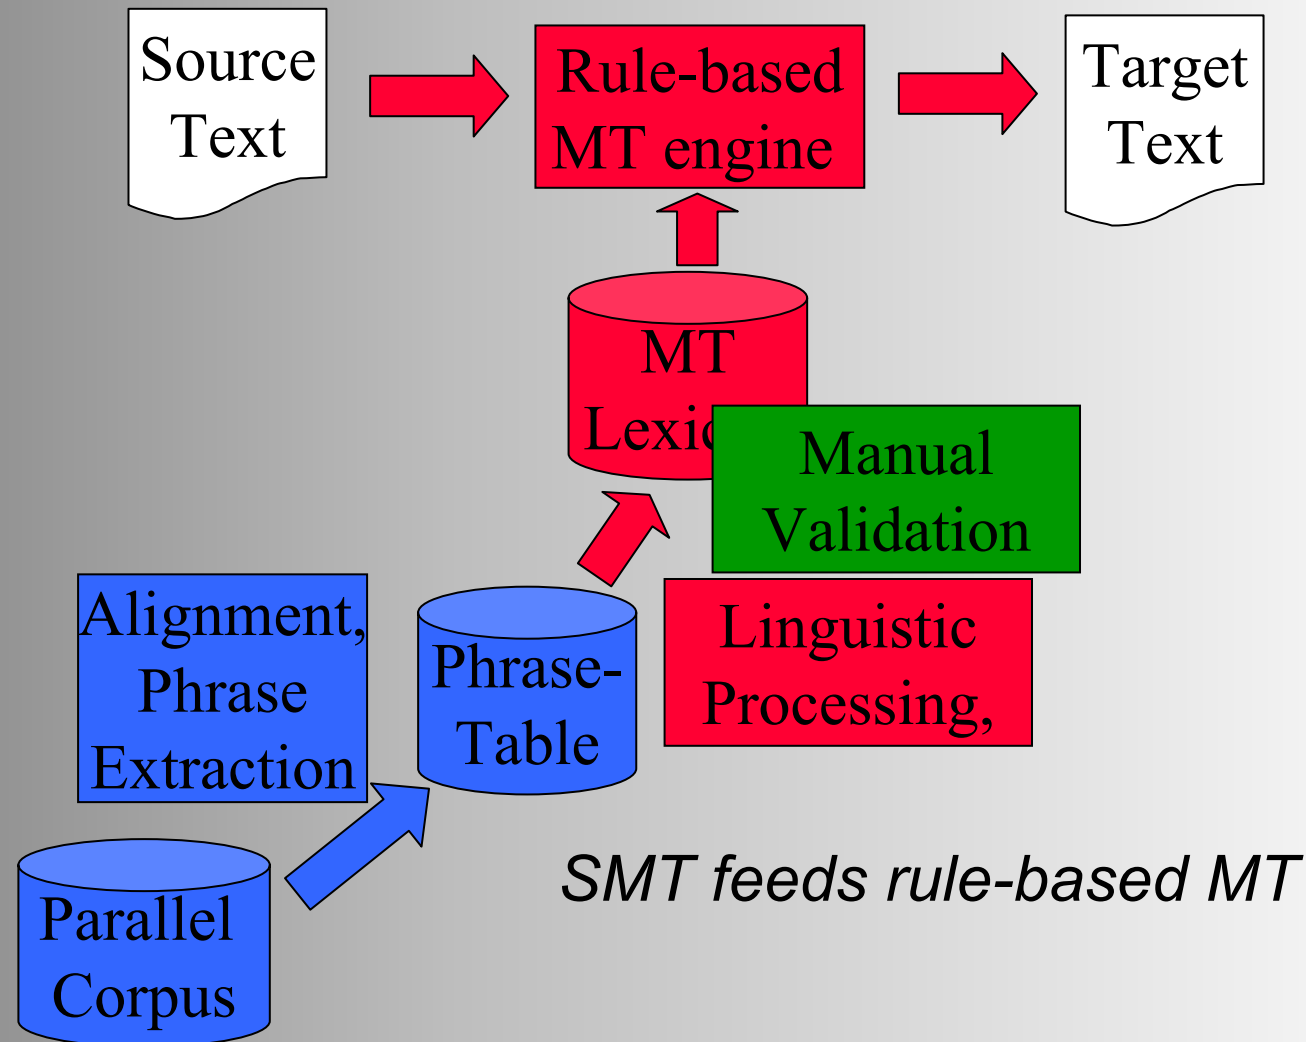 Source
Text
Rule-based
MT engine
Target
Text
MT
Manual
Validation
Alignment,
Phrase
Extraction
Phrase-
Table
Linguistic
Processing,
SMT feeds rule-based MT
Parallel
Corpus